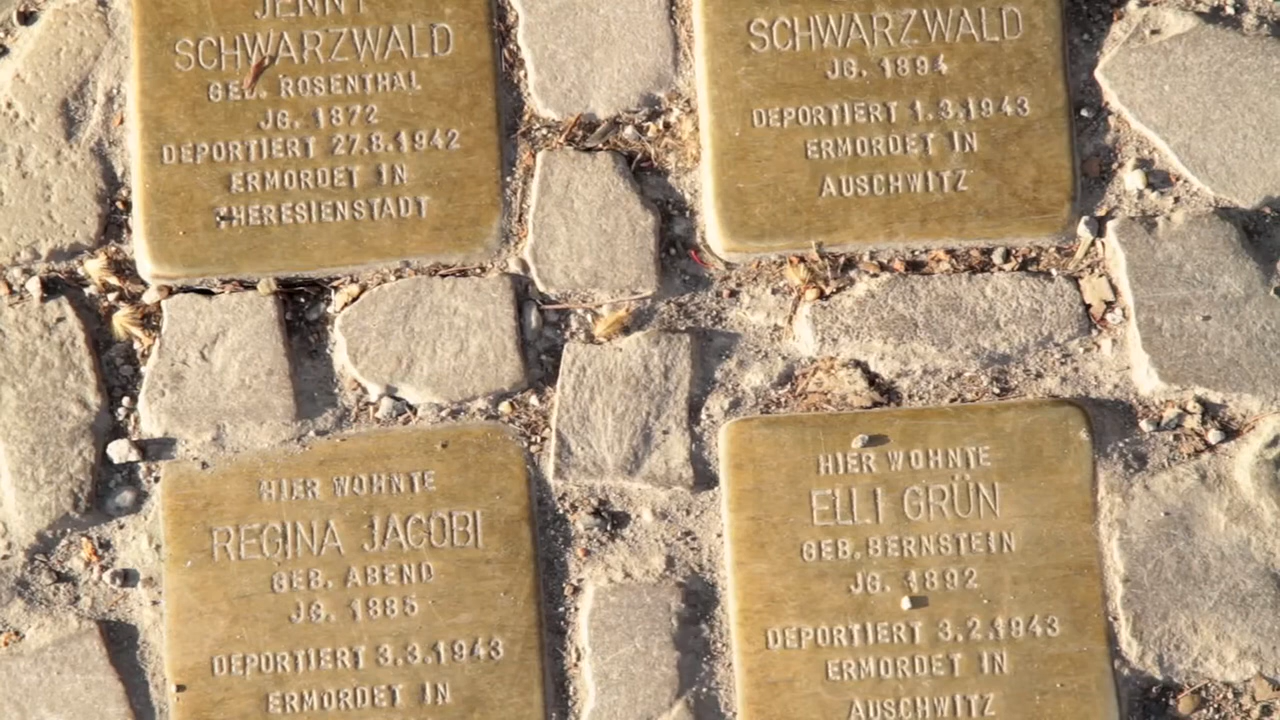 JENNY
SCHWARZWALD
GEB. ROSENTHAL
JG. 1872
DEPORTIERT 27.8.1942
ERMORDET IN
THERESIENSTADT
SCHWARZWALD
JG. 1894
DEPORTIERT 1.3.1943
ERMORDET IN
AUSCHWITZ
HIER WOHNTE
REGINA JACOBI
GEB. ABEND
JG. 1885
DEPORTIERT 3.3.1943
ERMORDET IN
HIER WOHNTE
ELLI GRÜN
GEB. BERNSTEIN
JG. 1892
DEPORTIERT 3.2.1943
ERMORDET IN
AUSCHWITZ